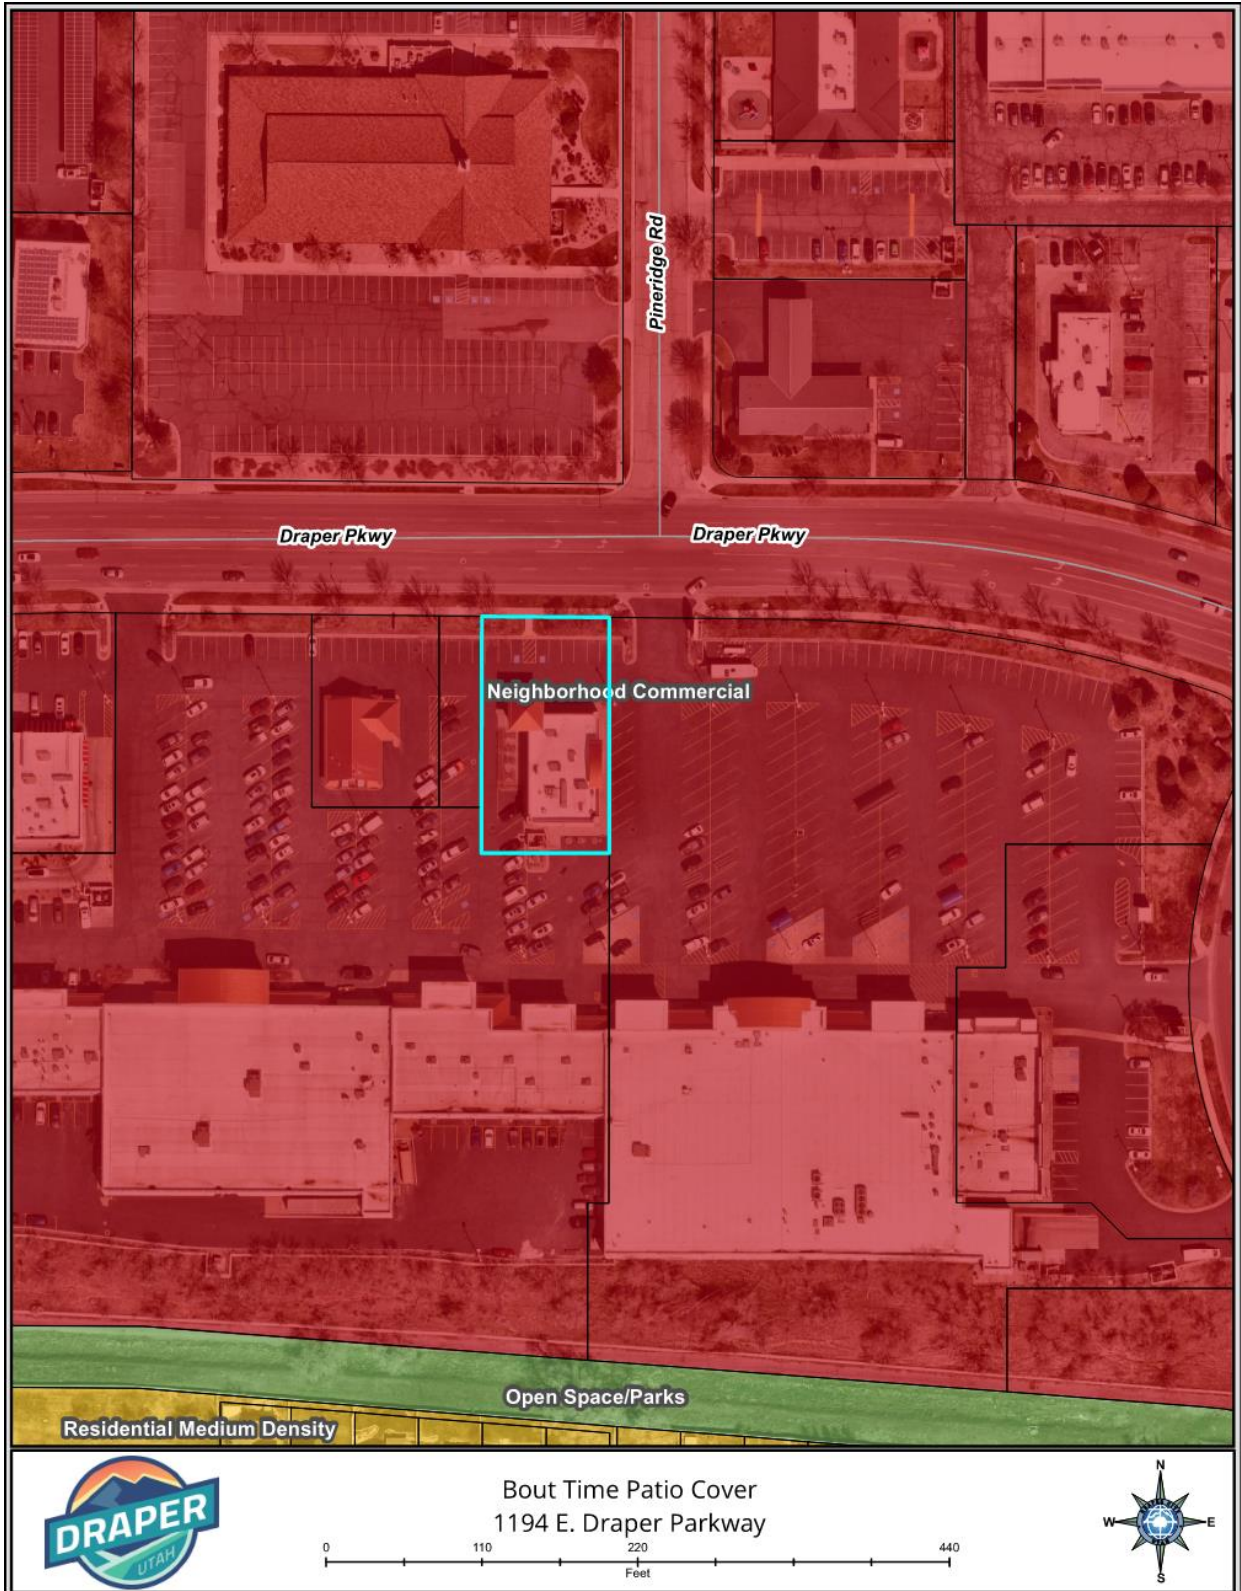 Pineridge Rd
Draper Pkwy
Draper Pkwy
Neighborhood Commercial
Open Space/Parks
Residential Medium Density
DRAPER
UTAH
Bout Time Patio Cover
1194 E. Draper Parkway
0 110 220 440
Feet
N
W E
S